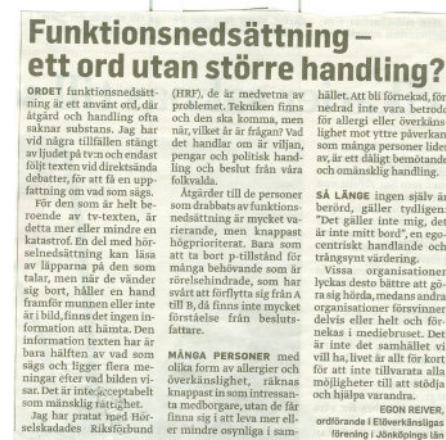 Funktionsnedsättning –
ett ord utan större handling?
ORDET funktionsnedsätt-
ning är ett använt ord, där
åtgärd och handling ofta
saknar substans. Jag har
vid några tillfällen stängt
av ljudet på tv:n och endast
följt texten vid direktsända
debatter, för att få en upp-
fattning om vad som sägs.
För den som är helt be-
roende av tv-texten, är
detta mer eller mindre en
katastrof. En del med hör-
selnedsättning kan läsa
av läpparna på den som
talar, men när de vänder
sig bort, håller en hand
framför munnen eller inte
är i bild, finns det ingen in-
formation att hämta. Den
information texten har är
bara hälften av vad som
sägs och ligger flera me-
ningar efter vad bilden vi-
sar. Det är inte acceptabelt
som mänsklig rättighet.
Jag har pratat med Hör-
selskadades Riksförbund
(HRF), de är medvetna av
problemet. Tekniken finns
och den ska komma, men
när, vilket år är frågan? Vad
det handlar om är viljan,
pengar och politisk hand-
ling och beslut från våra
folkvalda.
Åtgärder till de personer
som drabbats av funktions-
nedsättning är mycket va-
rierande, men knappast
högprioriterat. Bara som
att ta bort p-tillstånd för
många behövande som är
rörelsehindrade, som har
svårt att förflytta sig från A
till B, då finns inte mycket
förståelse från besluts-
fattare.
MÅNGA PERSONER med
olika form av allergier och
överkänslighet, räknas
knappast in som intressan-
ta medborgare, utan de får
finna sig i att leva mer el-
ler mindre osynliga i sam-
hället. Att bli förnekad, för-
nedrad inte vara betrodd
för allergi eller överkäns-
lighet mot yttre påverkan
som många personer lider
av, är ett dåligt bemötande
och omänsklig handling.
SÅ LÄNGE ingen själv är
berörd, gäller tydligen:
"Det gäller inte mig, det
är inte mitt bord", en ego-
centriskt handlande och
trångsynt värdering.
Vissa organisationer
lyckas desto bättre att gö-
ra sig hörda, medans andra
organisationer försvinner
delvis eller helt och för-
nekas i mediebruset. Det
är inte det samhället vi
vill ha, livet är allt för kort
för att inte tillvarata alla
möjligheter till att stödja
och hjälpa varandra.
EGON REIVER,
ordförande i Elöverkänsligas
förening i Jönköpings län